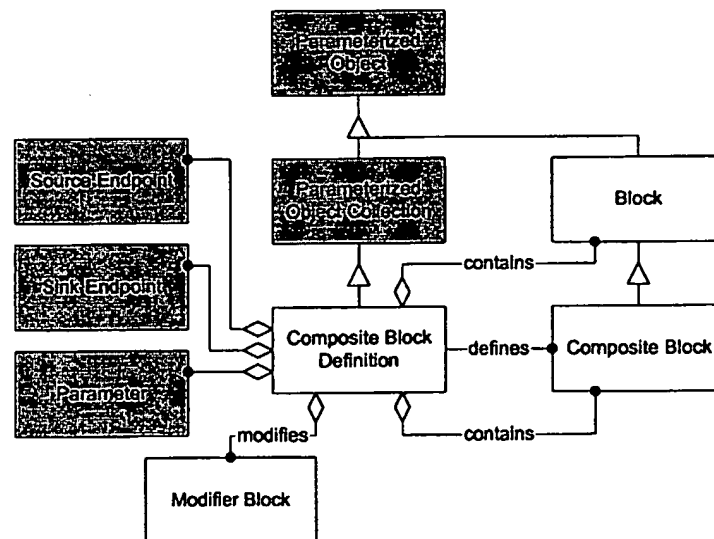 Parameterized
Object
Source Endpoint
Parameterized
Object Collection
Block
contains
Sink Endpoint
Composite Block
Definition
defines
Composite Block
Parameter
modifies
contains
Modifier Block